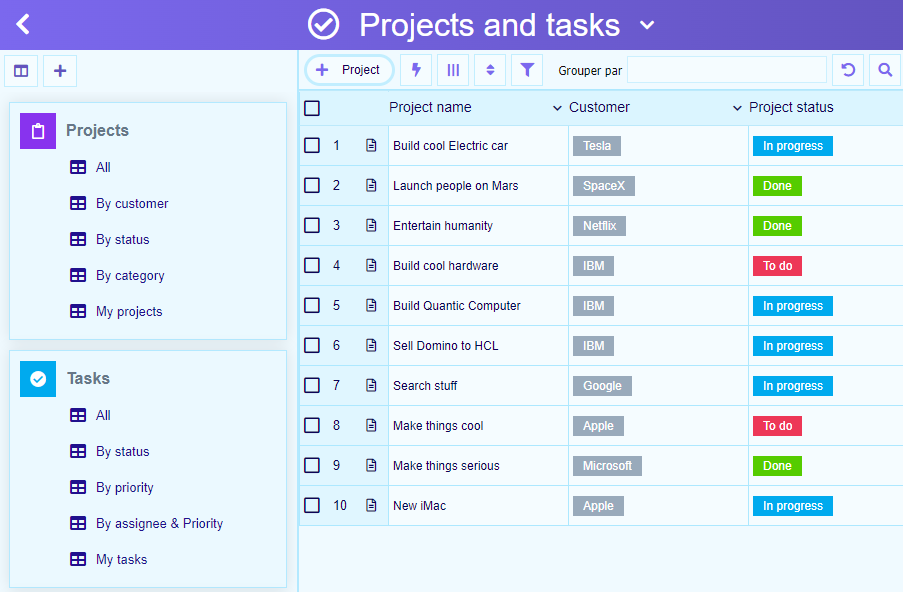 Projects and tasks
Projects
All
By customer
By status
By category
My projects
Tasks
All
By status
By priority
By assignee & Priority
My tasks
Project Grouper par
Project name Customer Project status
1 Build cool Electric car Tesla In progress
2 Launch people on Mars SpaceX Done
3 Entertain humanity Netflix Done
4 Build cool hardware IBM To do
5 Build Quantic Computer IBM In progress
6 Sell Domino to HCL IBM In progress
7 Search stuff Google In progress
8 Make things cool Apple To do
9 Make things serious Microsoft Done
10 New iMac Apple In progress